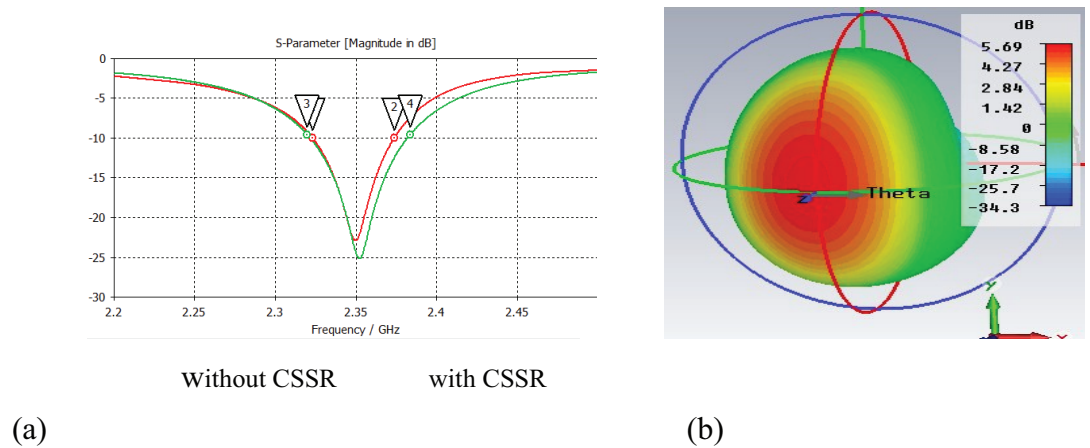 S-Parameter [Magnitude in dB]
0
-5
-10
-15
-20
-25
-30
3
2
4
2.2
2.25
2.3
2.35
2.4
2.45
Frequency / GHz
Without CSSR with CSSR
(a)
dB
5.69
4.27
2.84
1.42
0
-8.58
-17.2
-25.7
-34.3
z
Theta
y
x
(b)